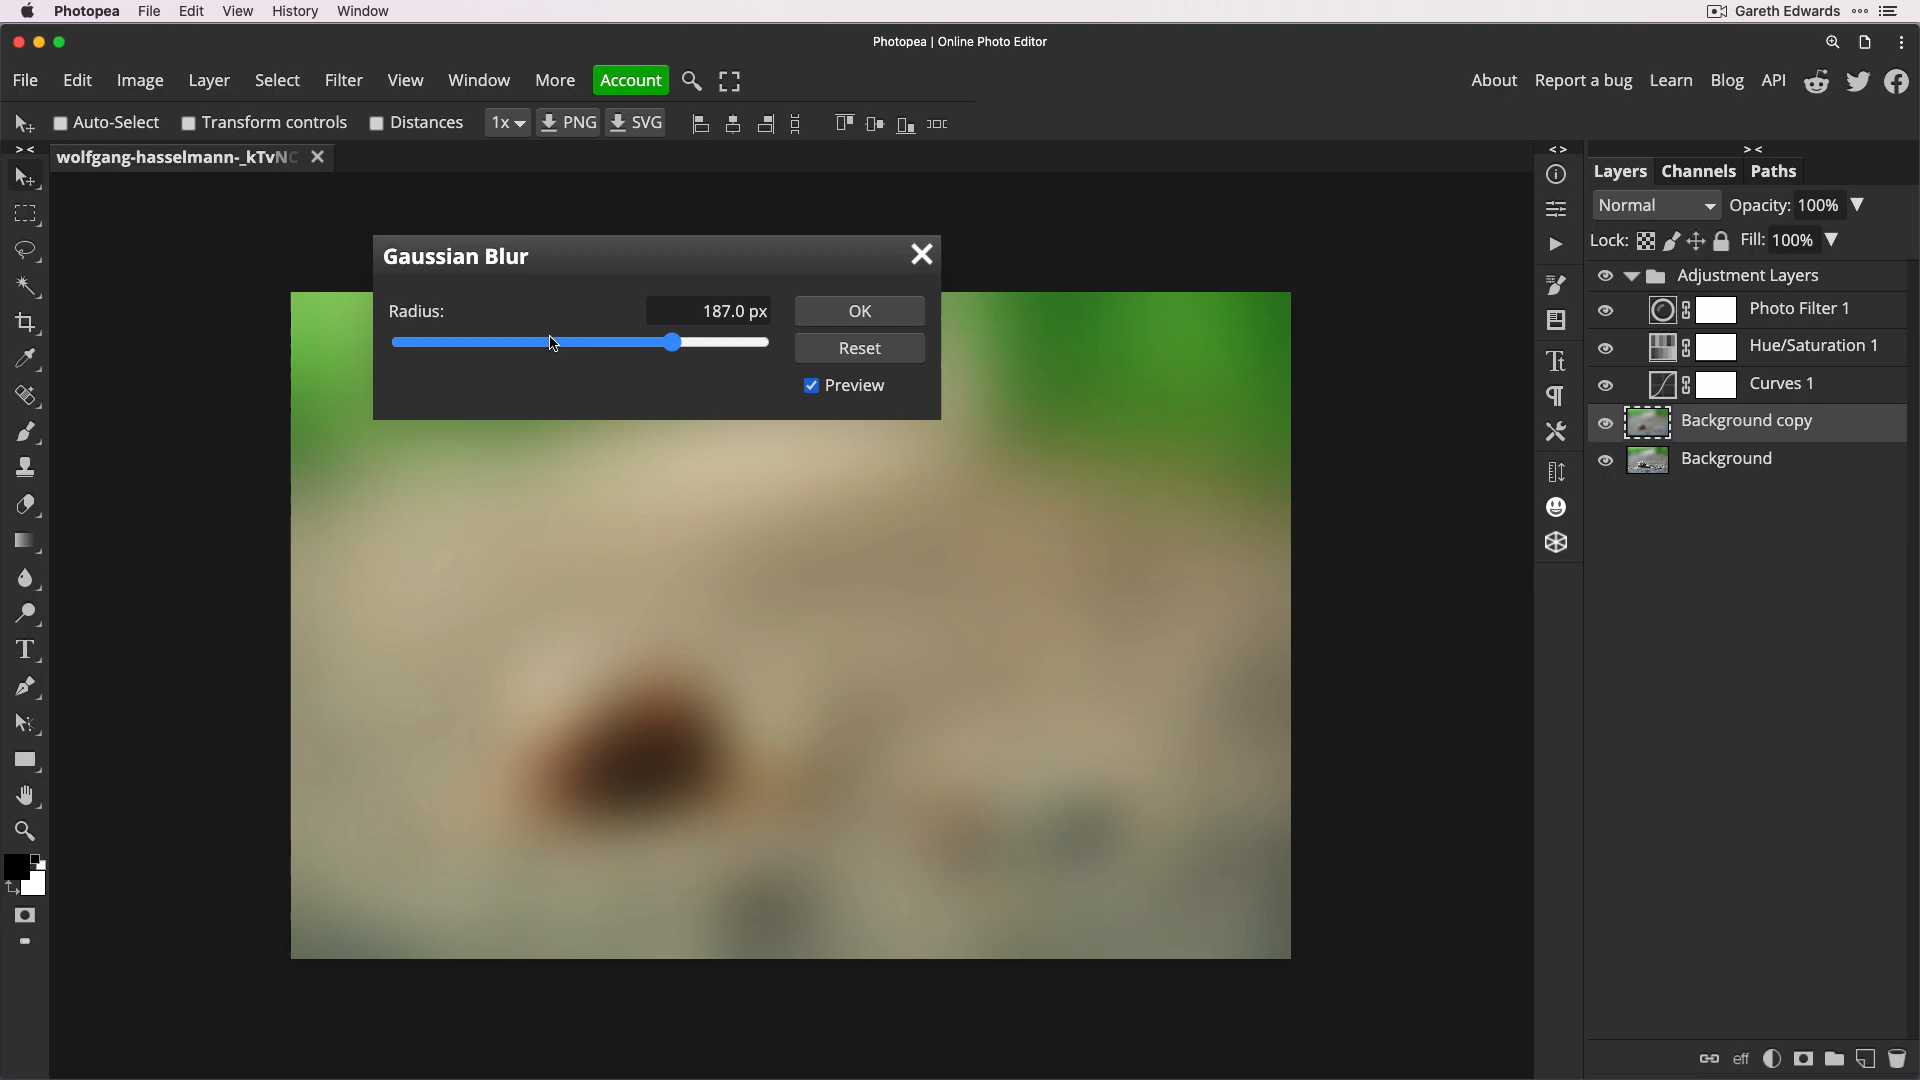 Photopea File Edit View History Window
Gareth Edwards
Photopea | Online Photo Editor
File Edit Image Layer Select Filter View Window More Account
About Report a bug Learn Blog API
Auto-Select Transform controls Distances 1x PNG SVG
wolfgang-hasselmann-_kTvNC
Layers Channels Paths
Normal Opacity: 100%
Lock: Fill: 100%
Gaussian Blur
Radius: 187.0 px OK
Reset
Preview
Adjustment Layers
Photo Filter 1
Hue/Saturation 1
Curves 1
Background copy
Background
eff